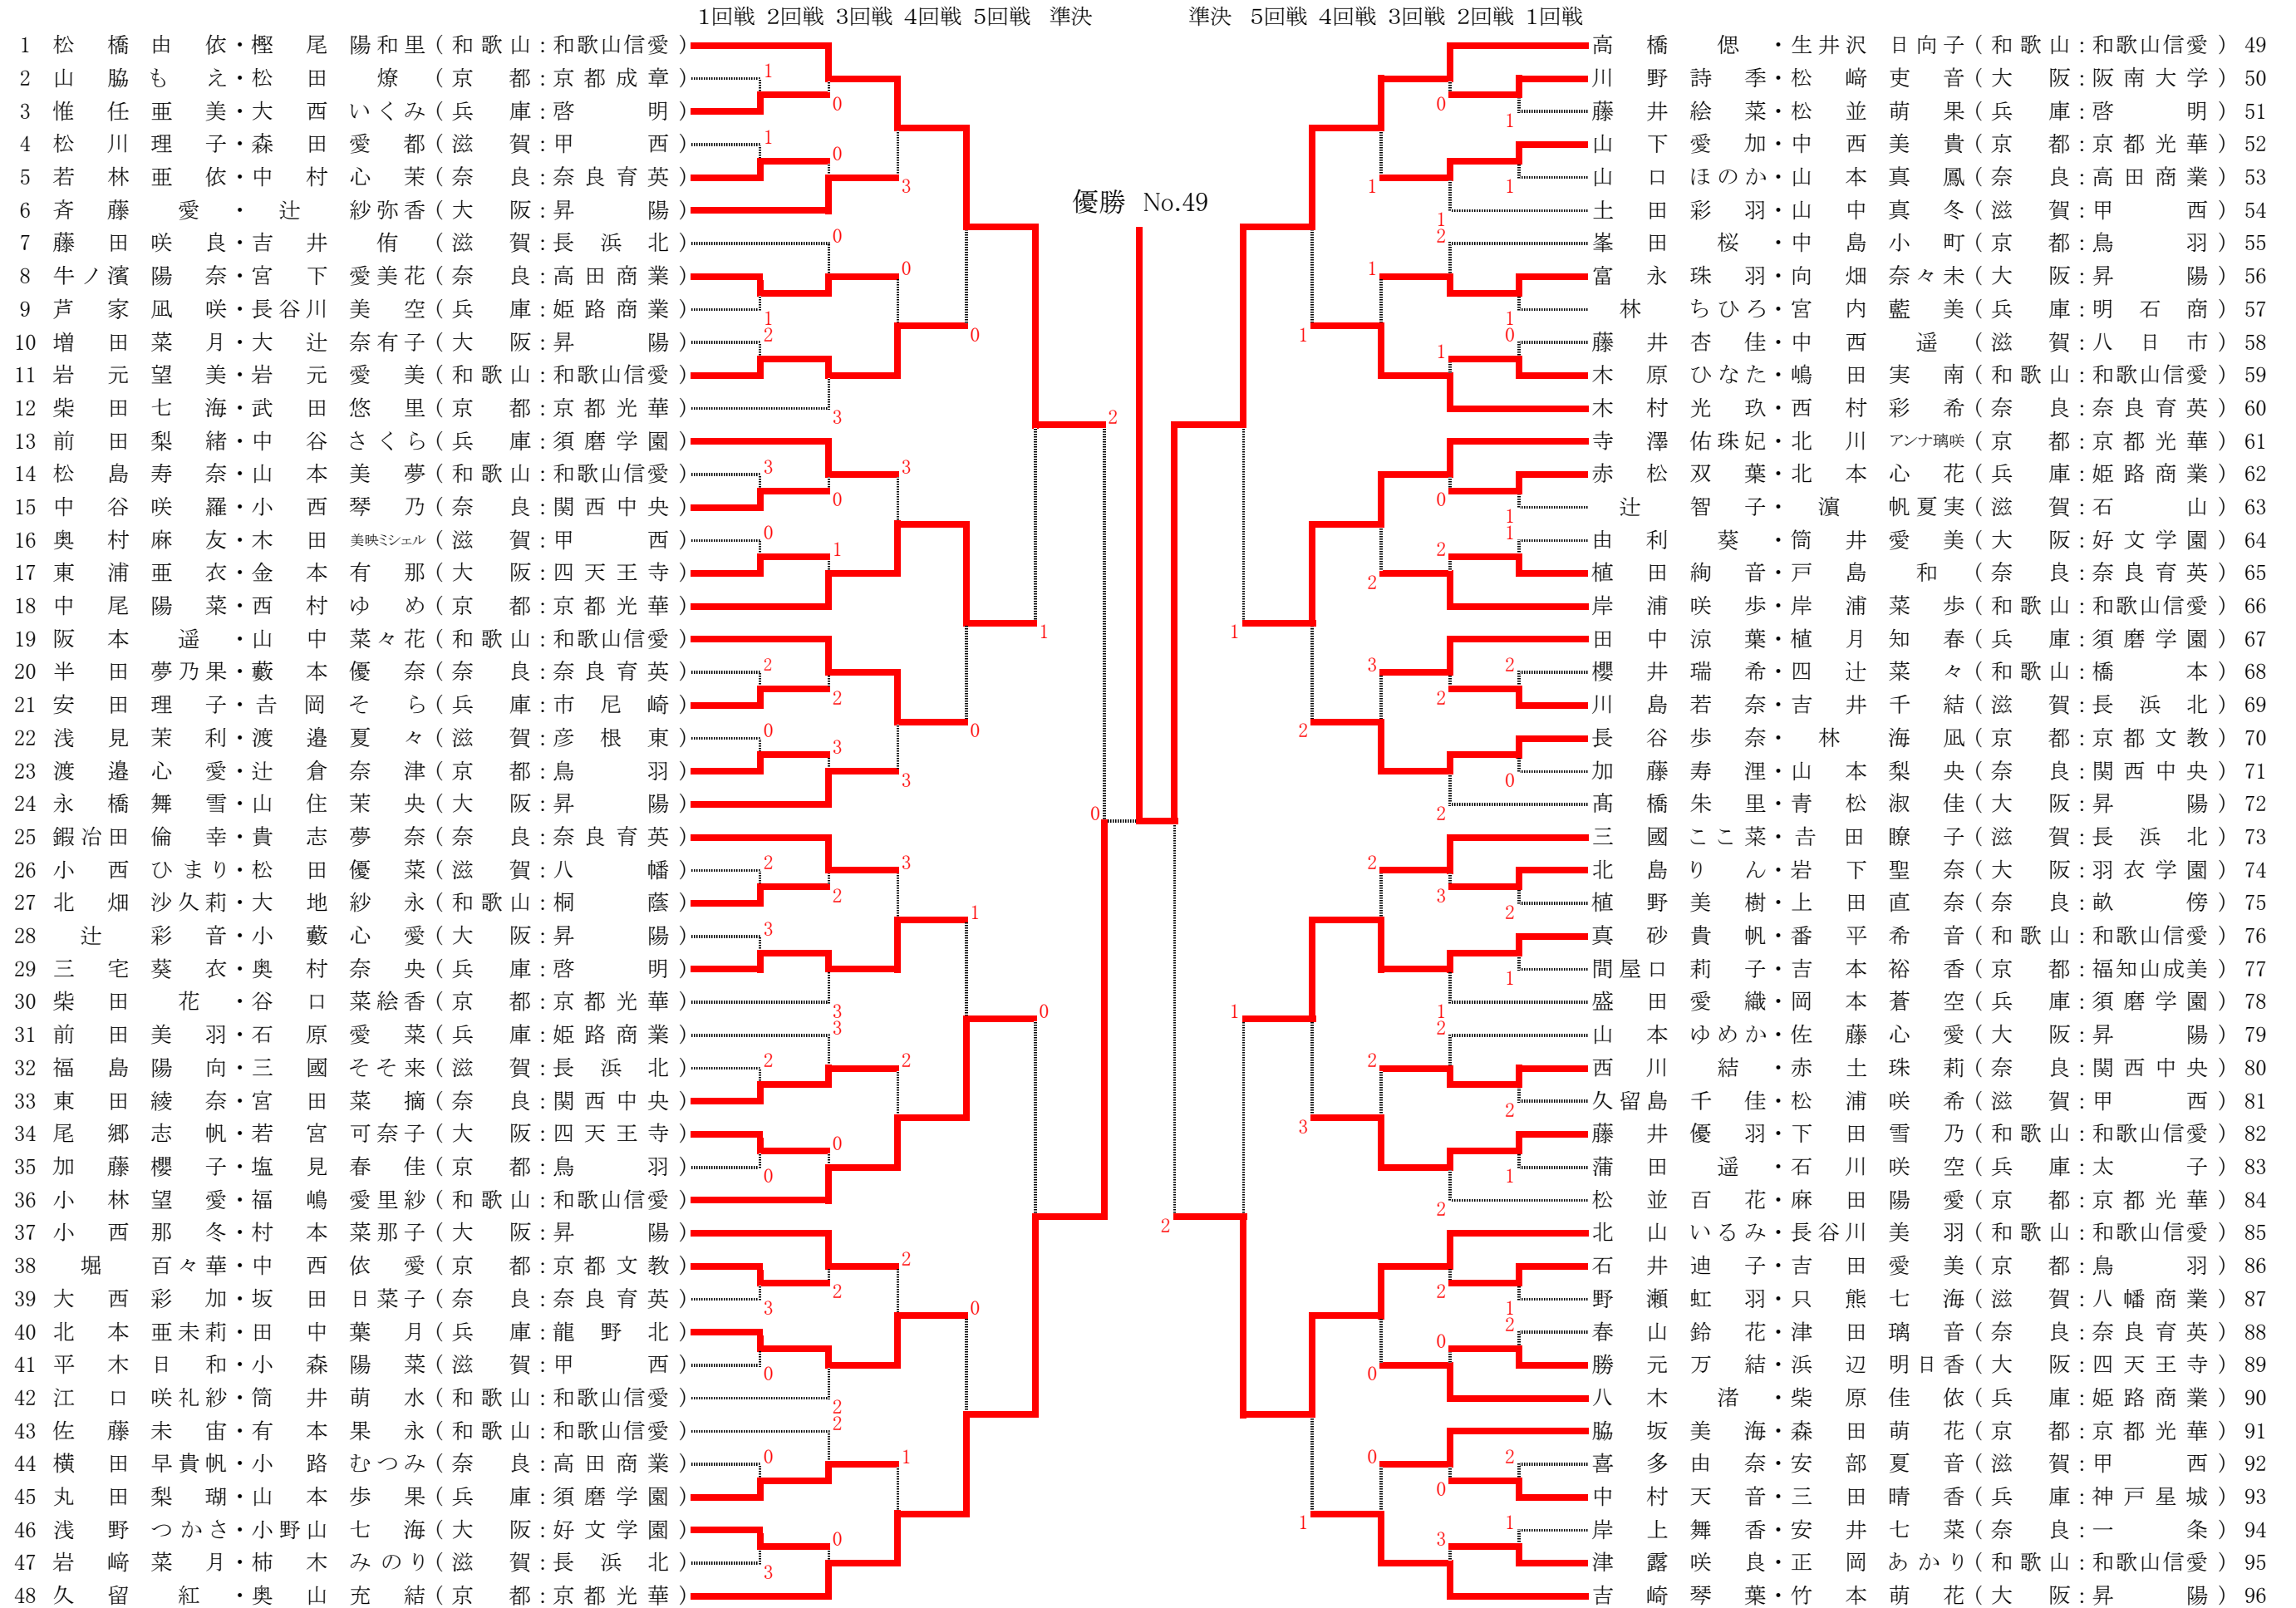 1回戦 2回戦 3回戦 4回戦 5回戦 準決
準決 5回戦 4回戦 3回戦 2回戦 1回戦
優勝 No.49
1 松橋由依・樫尾陽和里(和歌山:和歌山信愛)
2 山脇もえ・松田燎(京都:京都成章)
3 惟任亜美・大西いくみ(兵庫:啓明)
4 松川理子・森田愛都(滋賀:甲西)
5 若林亜依・中村心茉(奈良:奈良育英)
6 斉藤愛・辻紗弥香(大阪:昇陽)
7 藤田咲良・吉井侑(滋賀:長浜北)
8 牛ノ濱陽奈・宮下愛美花(奈良:高田商業)
9 芦家凪咲・長谷川美空(兵庫:姫路商業)
10 増田菜月・大辻奈有子(大阪:昇陽)
11 岩元望美・岩元愛美(和歌山:和歌山信愛)
12 柴田七海・武田悠里(京都:京都光華)
13 前田梨緒・中谷さくら(兵庫:須磨学園)
14 松島寿奈・山本美夢(和歌山:和歌山信愛)
15 中谷咲羅・小西琴乃(奈良:関西中央)
16 奥村麻友・木田美映ミシェル(滋賀:甲西)
17 東浦亜衣・金本有那(大阪:四天王寺)
18 中尾陽菜・西村ゆめ(京都:京都光華)
19 阪本遥・山中菜々花(和歌山:和歌山信愛)
20 半田夢乃果・藪本優奈(奈良:奈良育英)
21 安田理子・吉岡そら(兵庫:市尼崎)
22 浅見茉利・渡邉夏々(滋賀:彦根東)
23 渡邉心愛・辻倉奈津(京都:鳥羽)
24 永橋舞雪・山住茉央(大阪:昇陽)
25 鍜冶田倫幸・貴志夢奈(奈良:奈良育英)
26 小西ひまり・松田優菜(滋賀:八幡)
27 北畑沙久莉・大地紗永(和歌山:桐蔭)
28 辻彩音・小藪心愛(大阪:昇陽)
29 三宅葵衣・奥村奈央(兵庫:啓明)
30 柴田花・谷口菜絵香(京都:京都光華)
31 前田美羽・石原愛菜(兵庫:姫路商業)
32 福島陽向・三國そそ来(滋賀:長浜北)
33 東田綾奈・宮田菜摘(奈良:関西中央)
34 尾郷志帆・若宮可奈子(大阪:四天王寺)
35 加藤櫻子・塩見春佳(京都:鳥羽)
36 小林望愛・福嶋愛里紗(和歌山:和歌山信愛)
37 小西那冬・村本菜那子(大阪:昇陽)
38 堀百々華・中西依愛(京都:京都文教)
39 大西彩加・坂田日菜子(奈良:奈良育英)
40 北本亜未莉・田中葉月(兵庫:龍野北)
41 平木日和・小森陽菜(滋賀:甲西)
42 江口咲礼紗・筒井萌水(和歌山:和歌山信愛)
43 佐藤未宙・有本果永(和歌山:和歌山信愛)
44 横田早貴帆・小路むつみ(奈良:高田商業)
45 丸田梨瑚・山本歩果(兵庫:須磨学園)
46 浅野つかさ・小野山七海(大阪:好文学園)
47 岩﨑菜月・柿木みのり(滋賀:長浜北)
48 久留紅・奥山充結(京都:京都光華)
高橋偲・生井沢日向子(和歌山:和歌山信愛) 49
川野詩季・松﨑吏音(大阪:阪南大学) 50
藤井絵菜・松並萌果(兵庫:啓明) 51
山下愛加・中西美貴(京都:京都光華) 52
山口ほのか・山本真鳳(奈良:高田商業) 53
土田彩羽・山中真冬(滋賀:甲西) 54
峯田桜・中島小町(京都:鳥羽) 55
富永珠羽・向畑奈々未(大阪:昇陽) 56
林ちひろ・宮内藍美(兵庫:明石商) 57
藤井杏佳・中西遥(滋賀:八日市) 58
木原ひなた・嶋田実南(和歌山:和歌山信愛) 59
木村光玖・西村彩希(奈良:奈良育英) 60
寺澤佑珠妃・北川アンナ璃咲(京都:京都光華) 61
赤松双葉・北本心花(兵庫:姫路商業) 62
辻智子・濵帆夏実(滋賀:石山) 63
由利葵・筒井愛美(大阪:好文学園) 64
植田絢音・戸島和(奈良:奈良育英) 65
岸浦咲歩・岸浦菜歩(和歌山:和歌山信愛) 66
田中涼葉・植月知春(兵庫:須磨学園) 67
櫻井瑞希・四辻菜々(和歌山:橋本) 68
川島若奈・吉井千結(滋賀:長浜北) 69
長谷歩奈・林海凪(京都:京都文教) 70
加藤寿浬・山本梨央(奈良:関西中央) 71
髙橋朱里・青松淑佳(大阪:昇陽) 72
三國ここ菜・吉田瞭子(滋賀:長浜北) 73
北島りん・岩下聖奈(大阪:羽衣学園) 74
植野美樹・上田直奈(奈良:畝傍) 75
真砂貴帆・番平希音(和歌山:和歌山信愛) 76
間屋口莉子・吉本裕香(京都:福知山成美) 77
盛田愛織・岡本蒼空(兵庫:須磨学園) 78
山本ゆめか・佐藤心愛(大阪:昇陽) 79
西川結・赤土珠莉(奈良:関西中央) 80
久留島千佳・松浦咲希(滋賀:甲西) 81
藤井優羽・下田雪乃(和歌山:和歌山信愛) 82
蒲田遥・石川咲空(兵庫:太子) 83
松並百花・麻田陽愛(京都:京都光華) 84
北山いるみ・長谷川美羽(和歌山:和歌山信愛) 85
石井迪子・吉田愛美(京都:鳥羽) 86
野瀬虹羽・只熊七海(滋賀:八幡商業) 87
春山鈴花・津田璃音(奈良:奈良育英) 88
勝元万結・浜辺明日香(大阪:四天王寺) 89
八木渚・柴原佳依(兵庫:姫路商業) 90
脇坂美海・森田萌花(京都:京都光華) 91
喜多由奈・安部夏音(滋賀:甲西) 92
中村天音・三田晴香(兵庫:神戸星城) 93
岸上舞香・安井七菜(奈良:一条) 94
津露咲良・正岡あかり(和歌山:和歌山信愛) 95
吉崎琴葉・竹本萌花(大阪:昇陽) 96